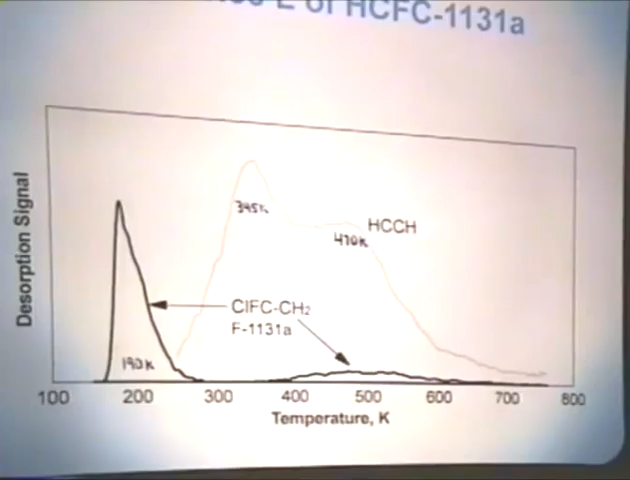 of HCFC-1131a
Desorption Signal
345K
HCCH
470K
ClFC-CH2
F-1131a
190K
100 200 300 400 500 600 700 800
Temperature, K